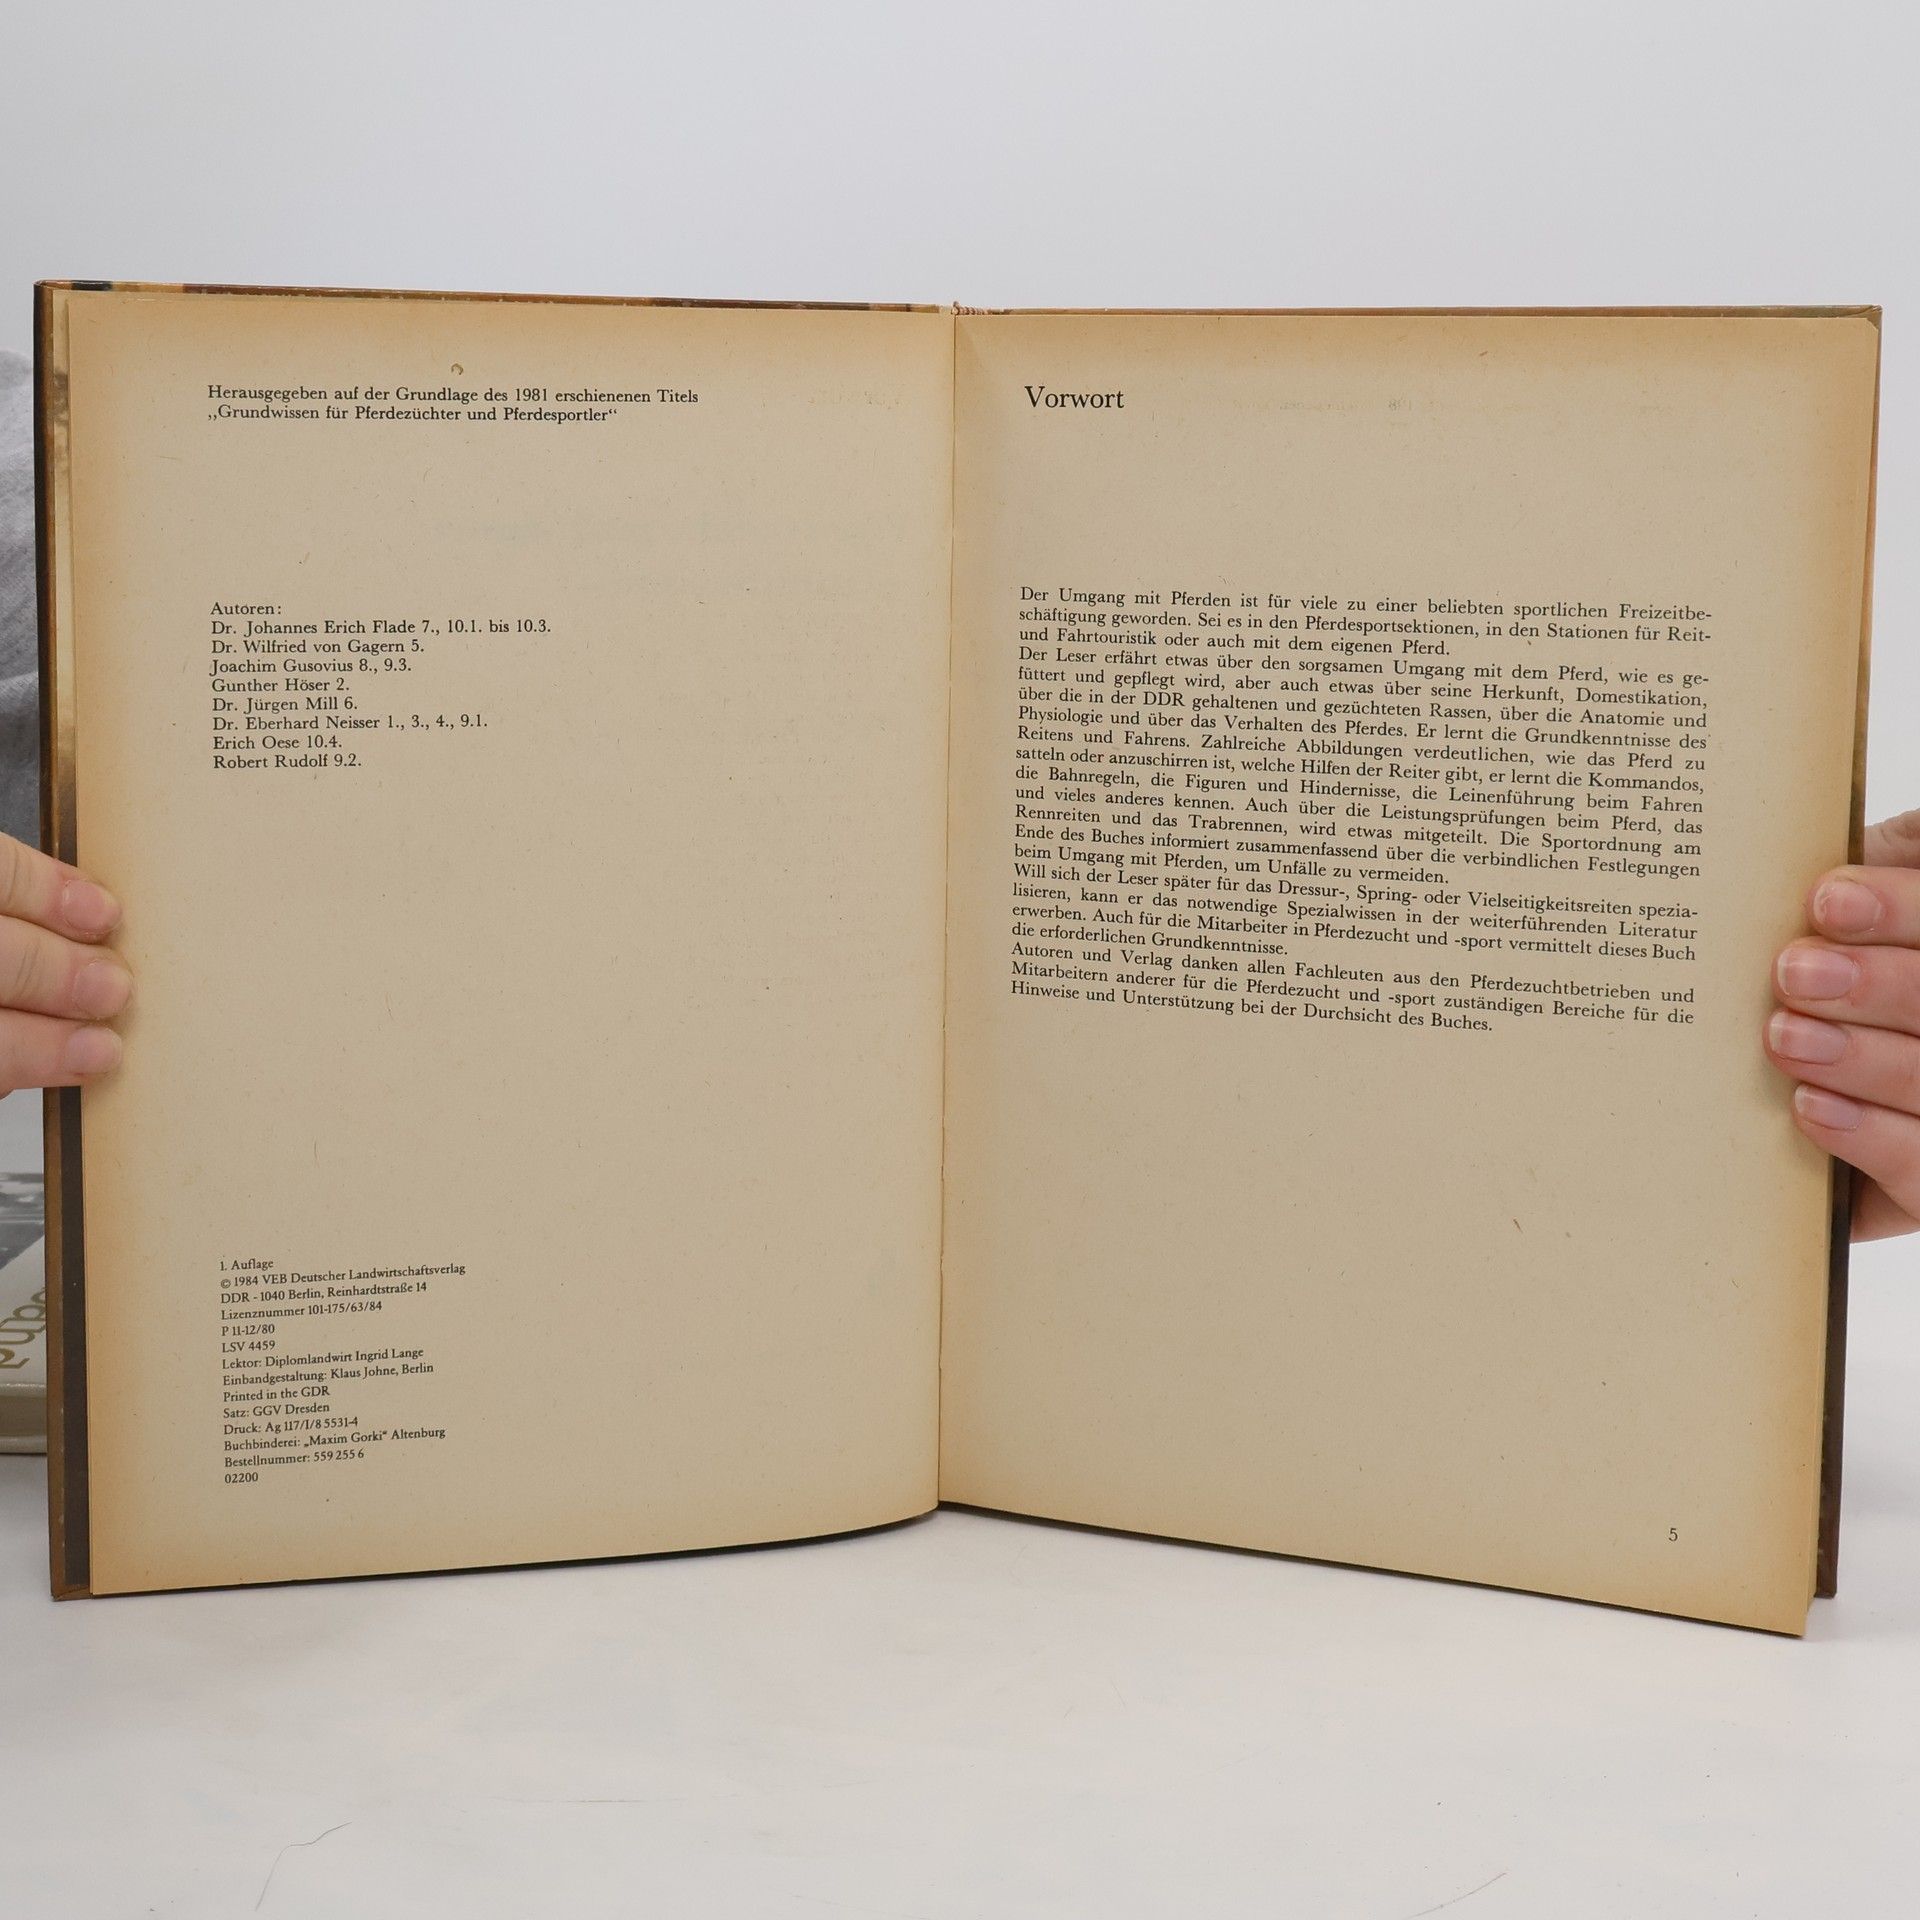 Herausgegeben auf der Grundlage des 1981 erschienenen Titels
,,Grundwissen für Pferdezüchter und Pferdesportler“
Autoren:
Dr. Johannes Erich Flade 7., 10.1. bis 10.3.
Dr. Wilfried von Gagern 5.
Joachim Gusovius 8., 9.3.
Gunther Höser 2.
Dr. Jürgen Mill 6.
Dr. Eberhard Neisser 1., 3., 4., 9.1.
Erich Oese 10.4.
Robert Rudolf 9.2.
1. Auflage
© 1984 VEB Deutscher Landwirtschaftsverlag
DDR - 1040 Berlin, Reinhardtstraße 14
Lizenznummer 101-175/63/84
P 11-12/80
LSV 4459
Lektor: Diplomlandwirt Ingrid Lange
Einbandgestaltung: Klaus Johne, Berlin
Printed in the GDR
Satz: GGV Dresden
Druck: Ag 117/I/8 5531-4
Buchbinderei: „Maxim Gorki“ Altenburg
Bestellnummer: 559 255 6
02200
Vorwort
Der Umgang mit Pferden ist für viele zu einer beliebten sportlichen Freizeitbe-
schäftigung geworden. Sei es in den Pferdesportsektionen, in den Stationen für Reit-
und Fahrtouristik oder auch mit dem eigenen Pferd.
Der Leser erfährt etwas über den sorgsamen Umgang mit dem Pferd, wie es ge-
füttert und gepflegt wird, aber auch etwas über seine Herkunft, Domestikation,
über die in der DDR gehaltenen und gezüchteten Rassen, über die Anatomie und
Physiologie und über das Verhalten des Pferdes. Er lernt die Grundkenntnisse des
Reitens und Fahrens. Zahlreiche Abbildungen verdeutlichen, wie das Pferd zu
satteln oder anzuschirren ist, welche Hilfen der Reiter gibt, er lernt die Kommandos,
die Bahnregeln, die Figuren und Hindernisse, die Leinenführung beim Fahren
und vieles anderes kennen. Auch über die Leistungsprüfungen beim Pferd, das
Rennreiten und das Trabrennen, wird etwas mitgeteilt. Die Sportordnung am
Ende des Buches informiert zusammenfassend über die verbindlichen Festlegungen
beim Umgang mit Pferden, um Unfälle zu vermeiden.
Will sich der Leser später für das Dressur-, Spring- oder Vielseitigkeitsreiten spezia-
lisieren, kann er das notwendige Spezialwissen in der weiterführenden Literatur
erwerben. Auch für die Mitarbeiter in Pferdezucht und -sport vermittelt dieses Buch
die erforderlichen Grundkenntnisse.
Autoren und Verlag danken allen Fachleuten aus den Pferdezuchtbetrieben und
Mitarbeitern anderer für die Pferdezucht und -sport zuständigen Bereiche für die
Hinweise und Unterstützung bei der Durchsicht des Buches.
5